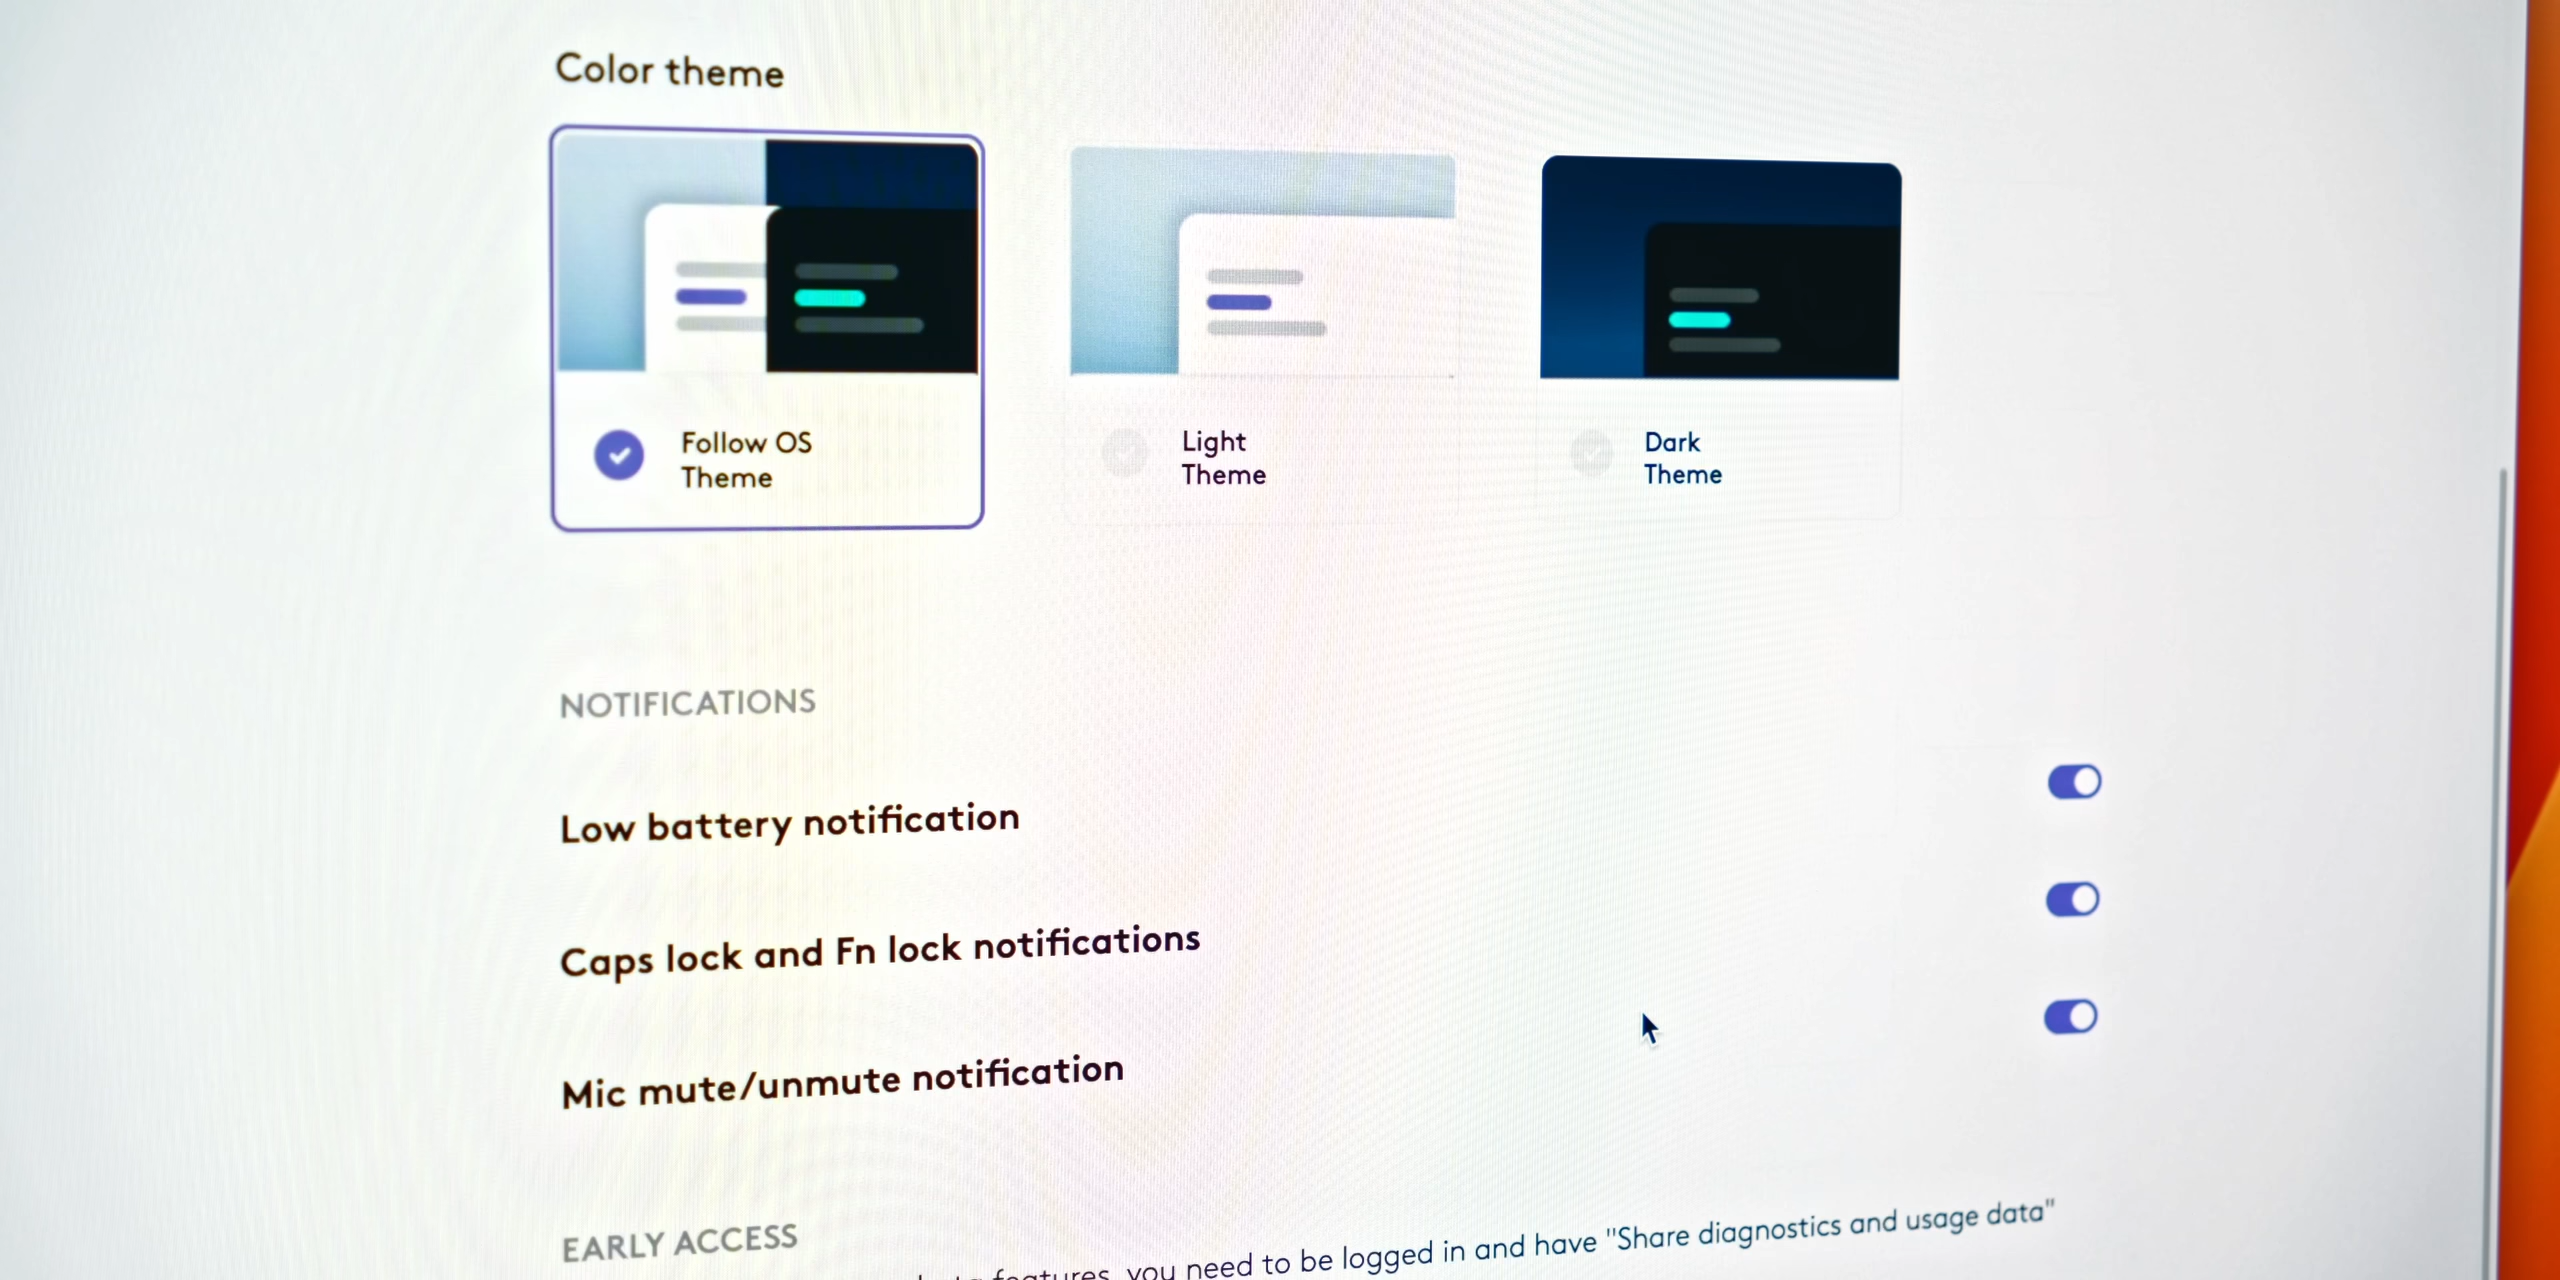 Color theme
Follow OS
Theme
Light
Theme
Dark
Theme
NOTIFICATIONS
Low battery notification
Caps lock and Fn lock notifications
Mic mute/unmute notification
EARLY ACCESS
features, you need to be logged in and have "Share diagnostics and usage data"